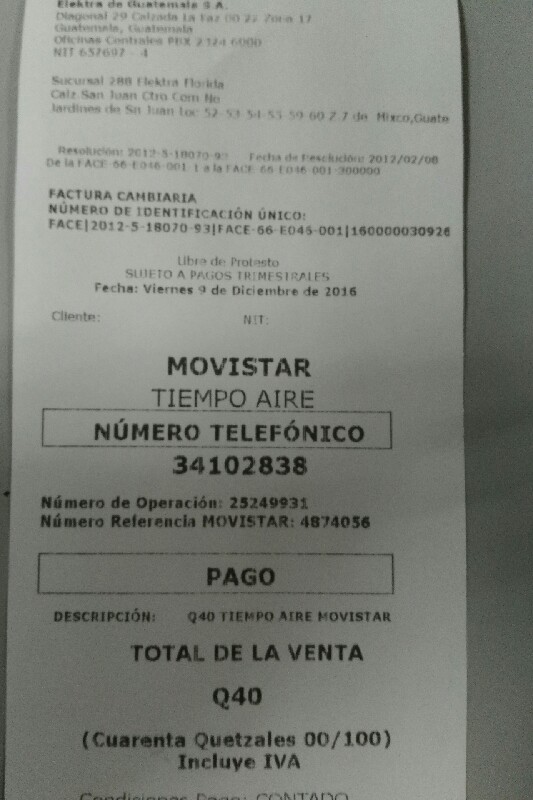 Elektra de Guatemala S.A.
Diagonal 29 Calzada La Paz 00 22 Zona 17
Guatemala, Guatemala
Oficinas Centrales PBX 2324 6000
NIT 657697 - 4
Sucursal 288 Elektra Florida
Calz.San Juan Ctro Com No
Jardines de Sn Juan Loc 52-53-54-55-59-60 Z.7 de Mixco,Guate
Resolución: 2012-5-18070-93 Fecha de Resolución: 2012/02/08
De la FACE-66-E046-001-1 a la FACE-66-E046-001-300000
FACTURA CAMBIARIA
NÚMERO DE IDENTIFICACIÓN ÚNICO:
FACE|2012-5-18070-93|FACE-66-E046-001|160000030926
Libre de Protesto
SUJETO A PAGOS TRIMESTRALES
Fecha: Viernes 9 de Diciembre de 2016
Cliente: NIT:
MOVISTAR
TIEMPO AIRE
NÚMERO TELEFÓNICO
34102838
Número de Operación: 25249931
Número Referencia MOVISTAR: 4874056
PAGO
DESCRIPCIÓN: Q40 TIEMPO AIRE MOVISTAR
TOTAL DE LA VENTA
Q40
(Cuarenta Quetzales 00/100)
Incluye IVA
Condiciones Pago: CONTADO